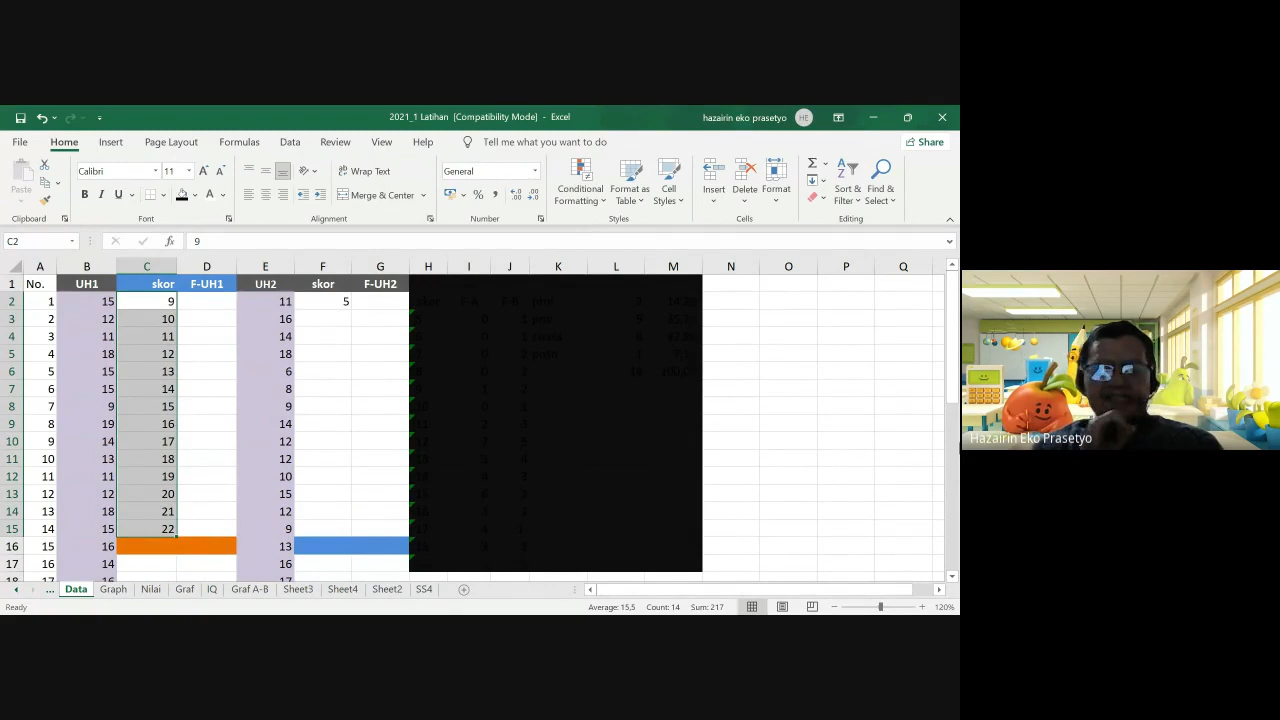 2021_1 Latihan [Compatibility Mode] - Excel
hazairin eko prasetyo HE
File Home Insert Page Layout Formulas Data Review View Help Tell me what you want to do Share
Calibri 11 Wrap Text General
Paste B I U Merge & Center % Conditional Formatting Format as Table Cell Styles Insert Delete Format Sort & Filter Find & Select
Clipboard Font Alignment Number Styles Cells Editing
C2 fx 9
A B C D E F G H I J K L M N O P Q
1 No. UH1 skor F-UH1 UH2 skor F-UH2
2 1 15 9 11 5 skor F-A F-B
3 2 12 10 16
4 3 11 11 14
5 4 18 12 18
6 5 15 13 6
7 6 15 14 8
8 7 9 15 9
9 8 19 16 14
10 9 14 17 12
11 10 13 18 12
12 11 11 19 10
13 12 12 20 15
14 13 18 21 12
15 14 15 22 9
16 15 16 13
17 16 14 16
18 17 16 17
... Data Graph Nilai Graf IQ Graf A-B Sheet3 Sheet4 Sheet2 SS4
Ready Average: 15,5 Count: 14 Sum: 217 120%
Hazairin Eko Prasetyo